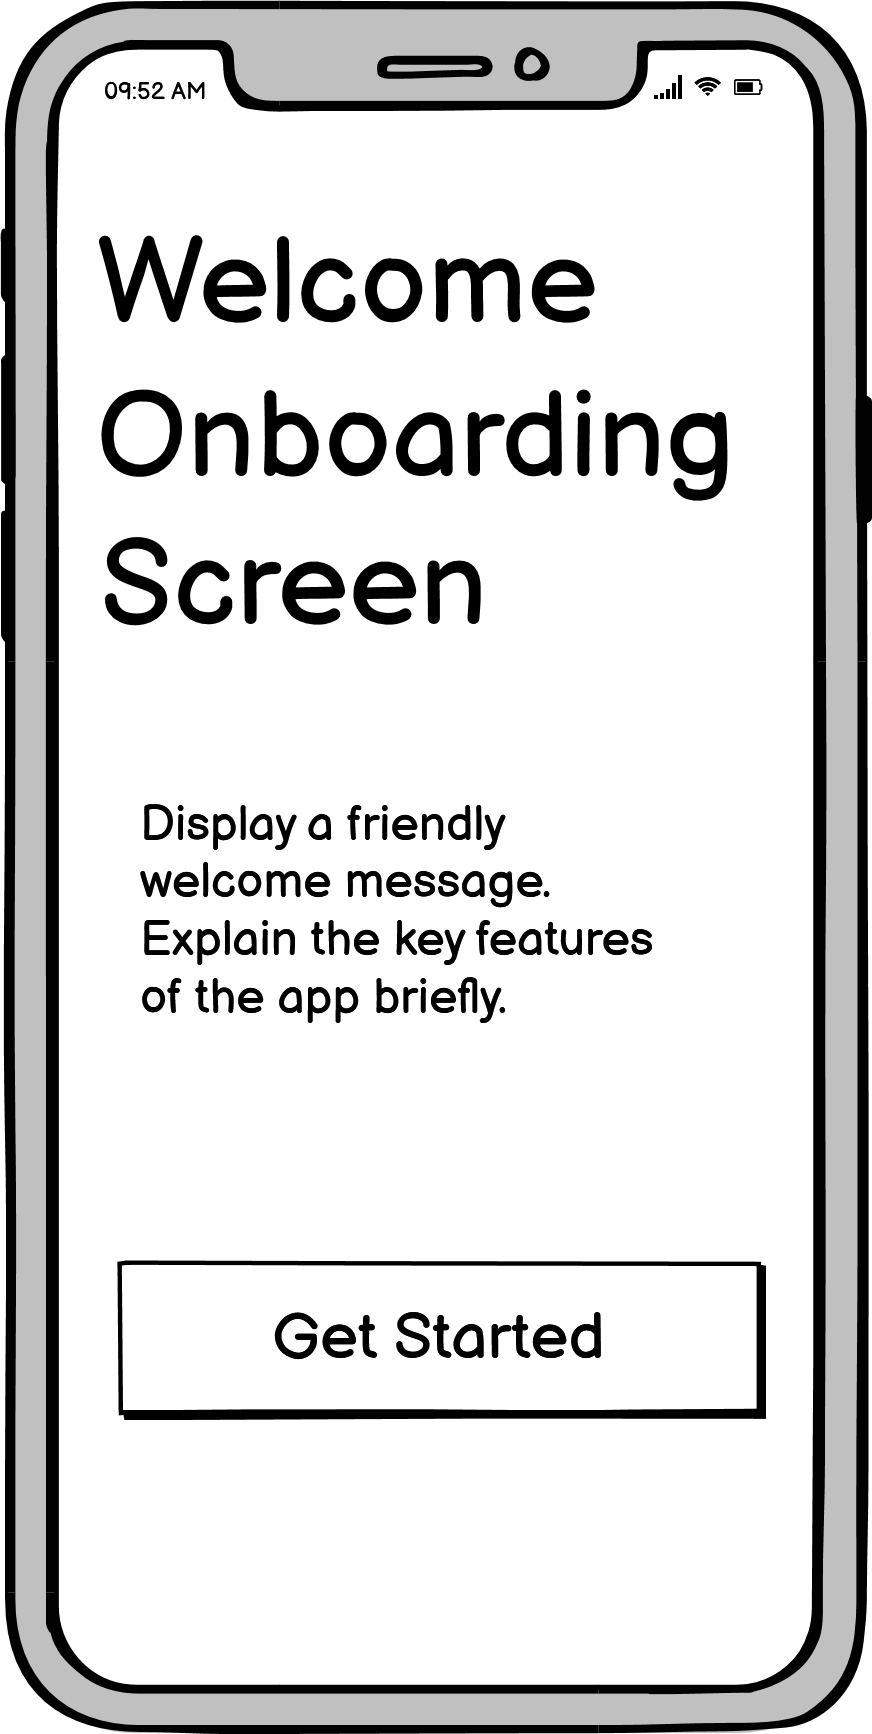 09:52 AM
Welcome
Onboarding
Screen
Display a friendly
welcome message.
Explain the key features
of the app briefly.
Get Started